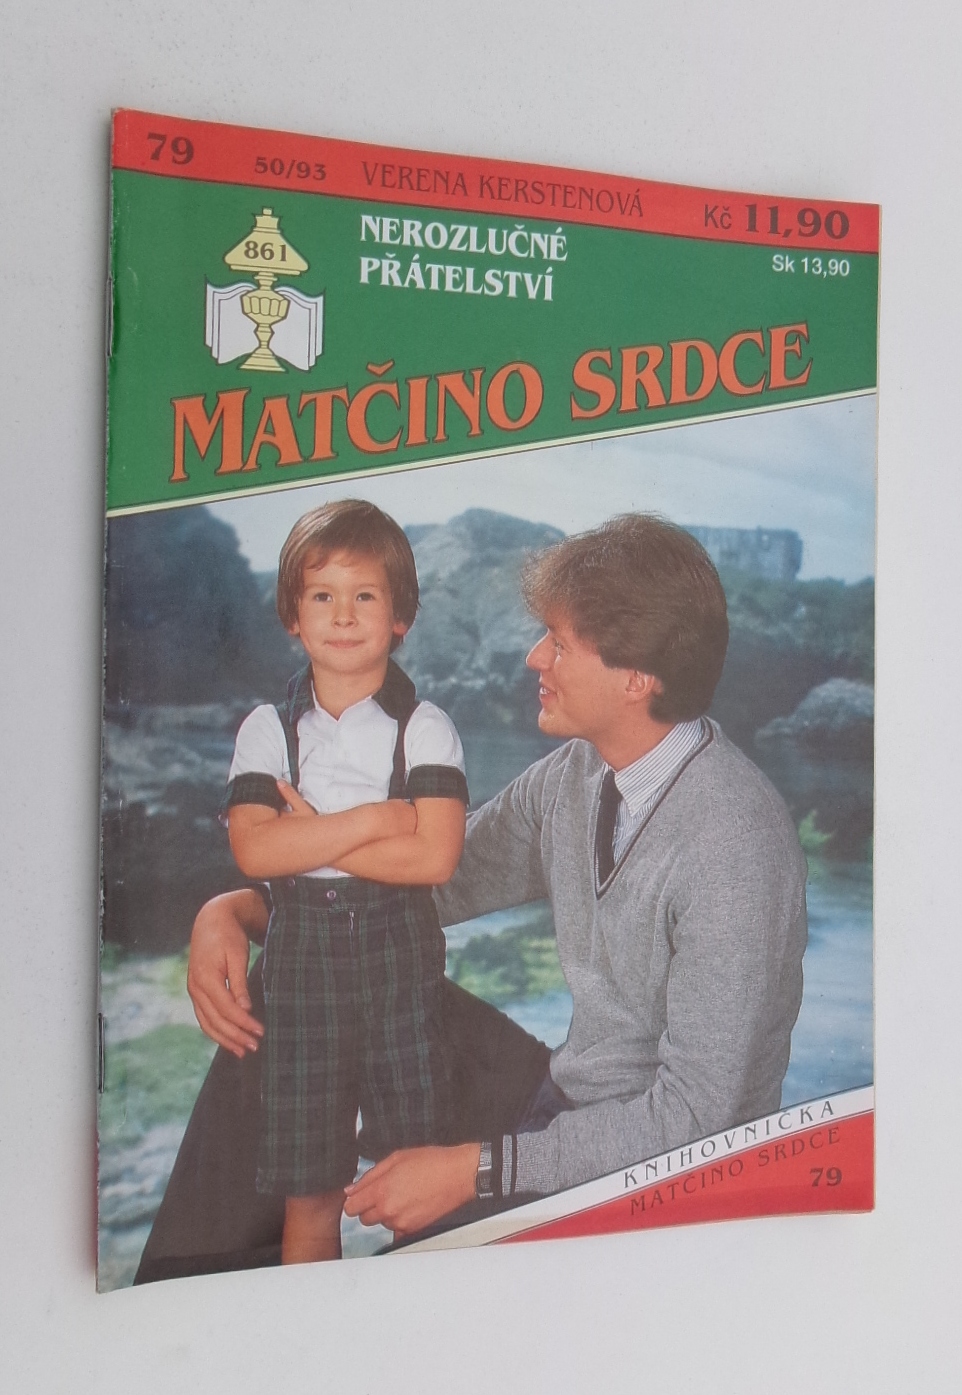 79
50/93
VERENA KERSTENOVÁ
Kč 11,90
Sk 13,90
861
NEROZLUČNÉ
PŘÁTELSTVÍ
MATČINO SRDCE
KNIHOVNIČKA
MATČINO SRDCE
79